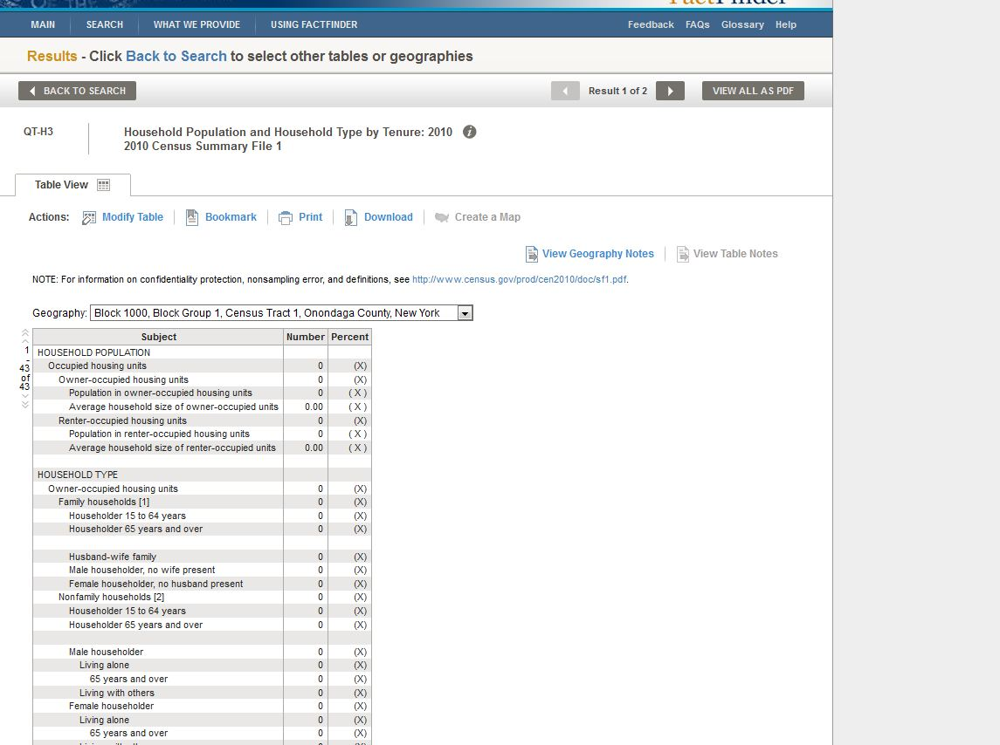 MAIN SEARCH WHAT WE PROVIDE USING FACTFINDER Feedback FAQs Glossary Help
Results - Click Back to Search to select other tables or geographies
BACK TO SEARCH Result 1 of 2 VIEW ALL AS PDF
QT-H3 Household Population and Household Type by Tenure: 2010
2010 Census Summary File 1
Table View
Actions: Modify Table Bookmark Print Download Create a Map
View Geography Notes View Table Notes
NOTE: For information on confidentiality protection, nonsampling error, and definitions, see http://www.census.gov/prod/cen2010/doc/sf1.pdf.
Geography: Block 1000, Block Group 1, Census Tract 1, Onondaga County, New York
1
-
43
of
43
Subject Number Percent
HOUSEHOLD POPULATION
Occupied housing units 0 (X)
Owner-occupied housing units 0 (X)
Population in owner-occupied housing units 0 ( X )
Average household size of owner-occupied units 0.00 ( X )
Renter-occupied housing units 0 (X)
Population in renter-occupied housing units 0 ( X )
Average household size of renter-occupied units 0.00 ( X )
HOUSEHOLD TYPE
Owner-occupied housing units 0 (X)
Family households [1] 0 (X)
Householder 15 to 64 years 0 (X)
Householder 65 years and over 0 (X)
Husband-wife family 0 (X)
Male householder, no wife present 0 (X)
Female householder, no husband present 0 (X)
Nonfamily households [2] 0 (X)
Householder 15 to 64 years 0 (X)
Householder 65 years and over 0 (X)
Male householder 0 (X)
Living alone 0 (X)
65 years and over 0 (X)
Living with others 0 (X)
Female householder 0 (X)
Living alone 0 (X)
65 years and over 0 (X)